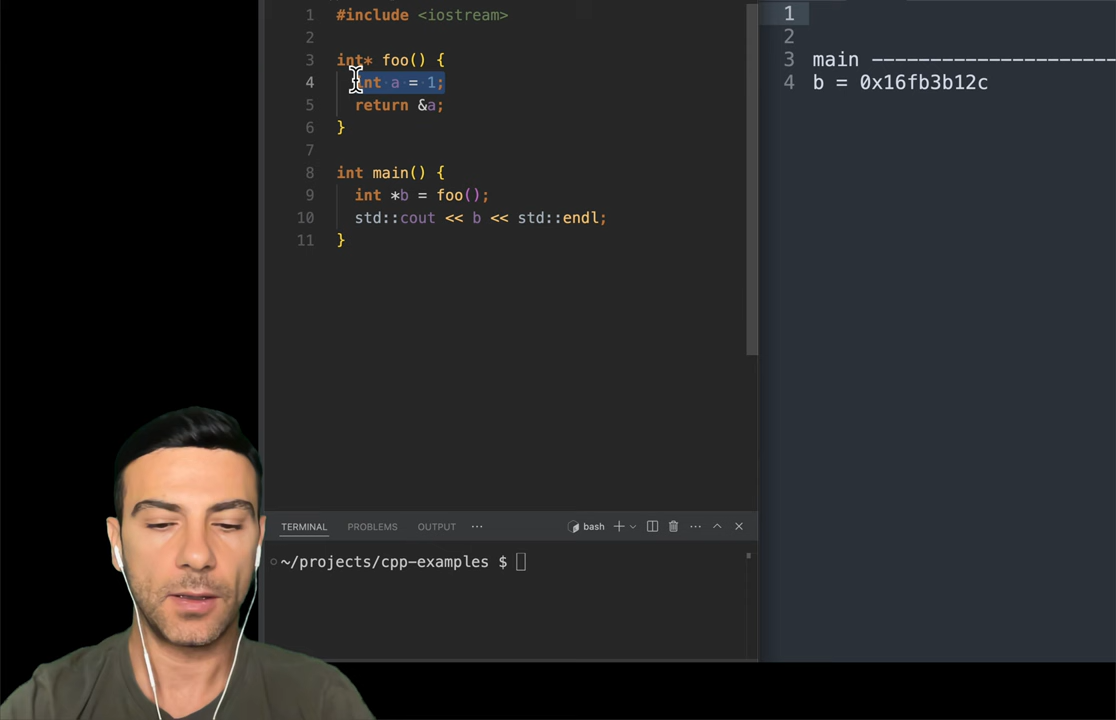 1 #include <iostream>
2
3 int* foo() {
4 int a = 1;
5 return &a;
6 }
7
8 int main() {
9 int *b = foo();
10 std::cout << b << std::endl;
11 }
1
2
3 main ---------------------
4 b = 0x16fb3b12c
TERMINAL PROBLEMS OUTPUT ··· bash
~/projects/cpp-examples $